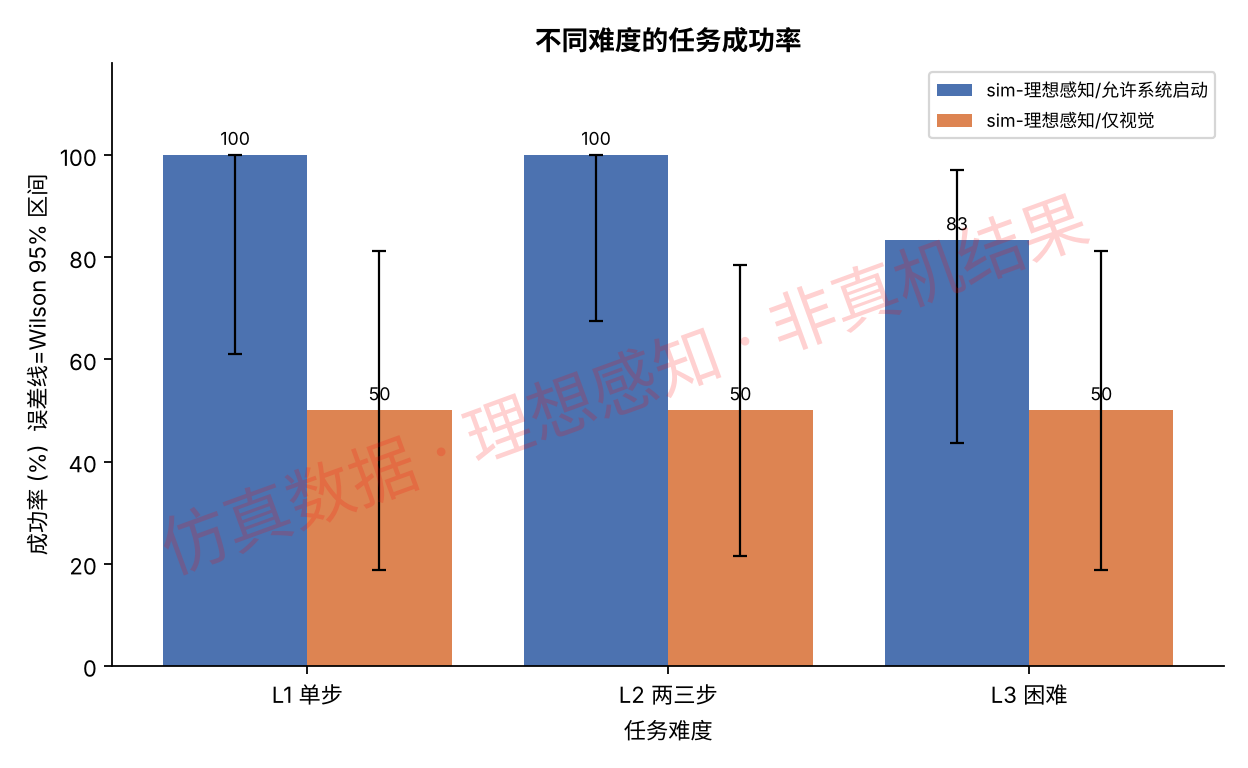 不同难度的任务成功率
sim-理想感知/允许系统启动
sim-理想感知/仅视觉
成功率 (%) 误差线=Wilson 95% 区间
100
80
60
40
20
0
100
50
100
50
83
50
仿真数据 · 理想感知 · 非真机结果
L1 单步
L2 两三步
L3 困难
任务难度